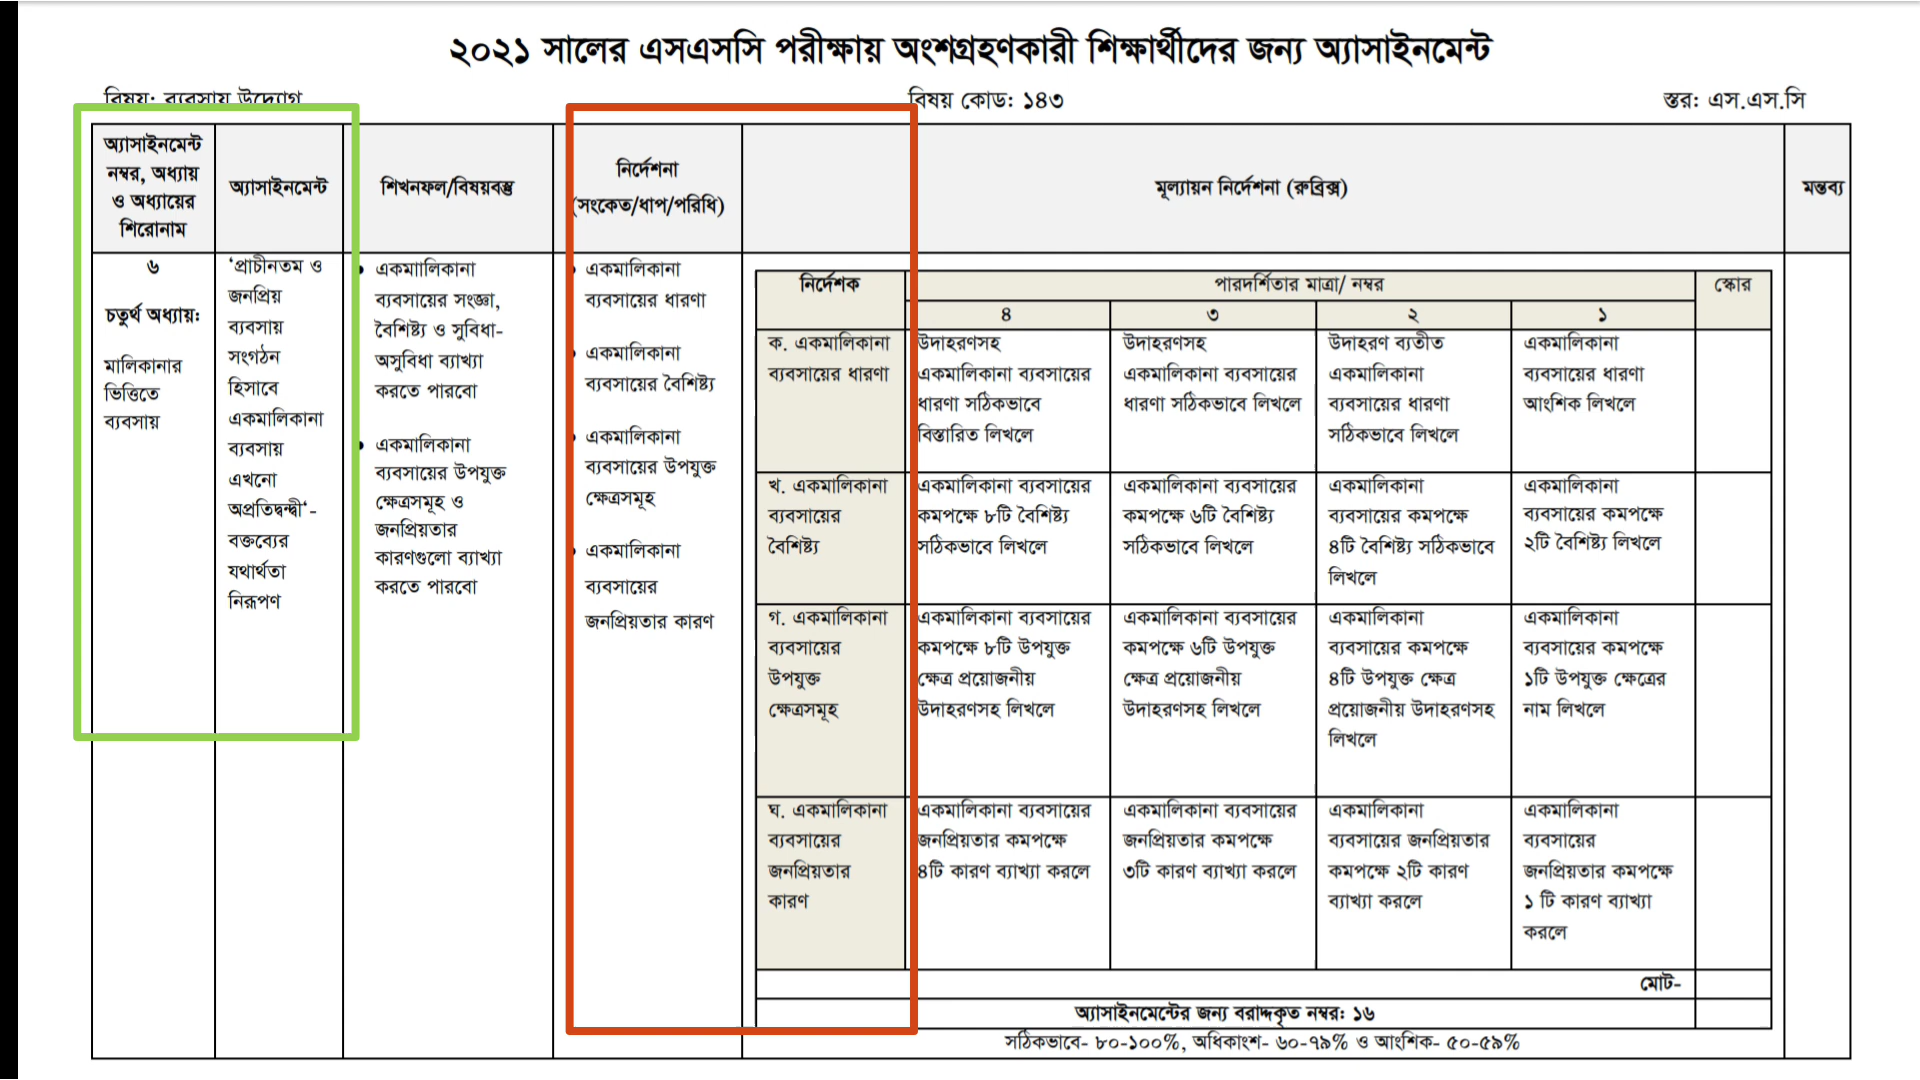 ২০২১ সালের এসএসসি পরীক্ষায় অংশগ্রহণকারী শিক্ষার্থীদের জন্য অ্যাসাইনমেন্ট
বিষয়: ব্যবসায় উদ্যোগ
বিষয় কোড: ১৪৩
স্তর: এস.এস.সি
অ্যাসাইনমেন্ট
নম্বর, অধ্যায়
ও অধ্যায়ের
শিরোনাম
অ্যাসাইনমেন্ট
শিখনফল/বিষয়বস্তু
নির্দেশনা
(সংকেত/ধাপ/পরিধি)
মূল্যায়ন নির্দেশনা (রুব্রিক্স)
মন্তব্য
৬
চতুর্থ অধ্যায়:
মালিকানার
ভিত্তিতে
ব্যবসায়
‘প্রাচীনতম ও
জনপ্রিয়
ব্যবসায়
সংগঠন
হিসাবে
একমালিকানা
ব্যবসায়
এখনো
অপ্রতিদ্বন্দ্বী‘-
বক্তব্যের
যথার্থতা
নিরূপণ
• একমাালিকানা
ব্যবসায়ের সংজ্ঞা,
বৈশিষ্ট্য ও সুবিধা-
অসুবিধা ব্যাখ্যা
করতে পারবো
• একমালিকানা
ব্যবসায়ের উপযুক্ত
ক্ষেত্রসমূহ ও
জনপ্রিয়তার
কারণগুলো ব্যাখ্যা
করতে পারবো
• একমালিকানা
ব্যবসায়ের ধারণা
• একমালিকানা
ব্যবসায়ের বৈশিষ্ট্য
• একমালিকানা
ব্যবসায়ের উপযুক্ত
ক্ষেত্রসমূহ
• একমালিকানা
ব্যবসায়ের
জনপ্রিয়তার কারণ
নির্দেশক
পারদর্শিতার মাত্রা/ নম্বর
স্কোর
৪
৩
২
১
ক. একমালিকানা
ব্যবসায়ের ধারণা
উদাহরণসহ
একমালিকানা ব্যবসায়ের
ধারণা সঠিকভাবে
বিস্তারিত লিখলে
উদাহরণসহ
একমালিকানা ব্যবসায়ের
ধারণা সঠিকভাবে লিখলে
উদাহরণ ব্যতীত
একমালিকানা
ব্যবসায়ের ধারণা
সঠিকভাবে লিখলে
একমালিকানা
ব্যবসায়ের ধারণা
আংশিক লিখলে
খ. একমালিকানা
ব্যবসায়ের
বৈশিষ্ট্য
একমালিকানা ব্যবসায়ের
কমপক্ষে ৮টি বৈশিষ্ট্য
সঠিকভাবে লিখলে
একমালিকানা ব্যবসায়ের
কমপক্ষে ৬টি বৈশিষ্ট্য
সঠিকভাবে লিখলে
একমালিকানা
ব্যবসায়ের কমপক্ষে
৪টি বৈশিষ্ট্য সঠিকভাবে
লিখলে
একমালিকানা
ব্যবসায়ের কমপক্ষে
২টি বৈশিষ্ট্য লিখলে
গ. একমালিকানা
ব্যবসায়ের
উপযুক্ত
ক্ষেত্রসমূহ
একমালিকানা ব্যবসায়ের
কমপক্ষে ৮টি উপযুক্ত
ক্ষেত্র প্রয়োজনীয়
উদাহরণসহ লিখলে
একমালিকানা ব্যবসায়ের
কমপক্ষে ৬টি উপযুক্ত
ক্ষেত্র প্রয়োজনীয়
উদাহরণসহ লিখলে
একমালিকানা
ব্যবসায়ের কমপক্ষে
৪টি উপযুক্ত ক্ষেত্র
প্রয়োজনীয় উদাহরণসহ
লিখলে
একমালিকানা
ব্যবসায়ের কমপক্ষে
১টি উপযুক্ত ক্ষেত্রের
নাম লিখলে
ঘ. একমালিকানা
ব্যবসায়ের
জনপ্রিয়তার
কারণ
একমালিকানা ব্যবসায়ের
জনপ্রিয়তার কমপক্ষে
৪টি কারণ ব্যাখ্যা করলে
একমালিকানা ব্যবসায়ের
জনপ্রিয়তার কমপক্ষে
৩টি কারণ ব্যাখ্যা করলে
একমালিকানা
ব্যবসায়ের জনপ্রিয়তার
কমপক্ষে ২টি কারণ
ব্যাখ্যা করলে
একমালিকানা
ব্যবসায়ের
জনপ্রিয়তার কমপক্ষে
১ টি কারণ ব্যাখ্যা
করলে
মোট-
অ্যাসাইনমেন্টের জন্য বরাদ্দকৃত নম্বর: ১৬
সঠিকভাবে- ৮০-১০০%, অধিকাংশ- ৬০-৭৯% ও আংশিক- ৫০-৫৯%